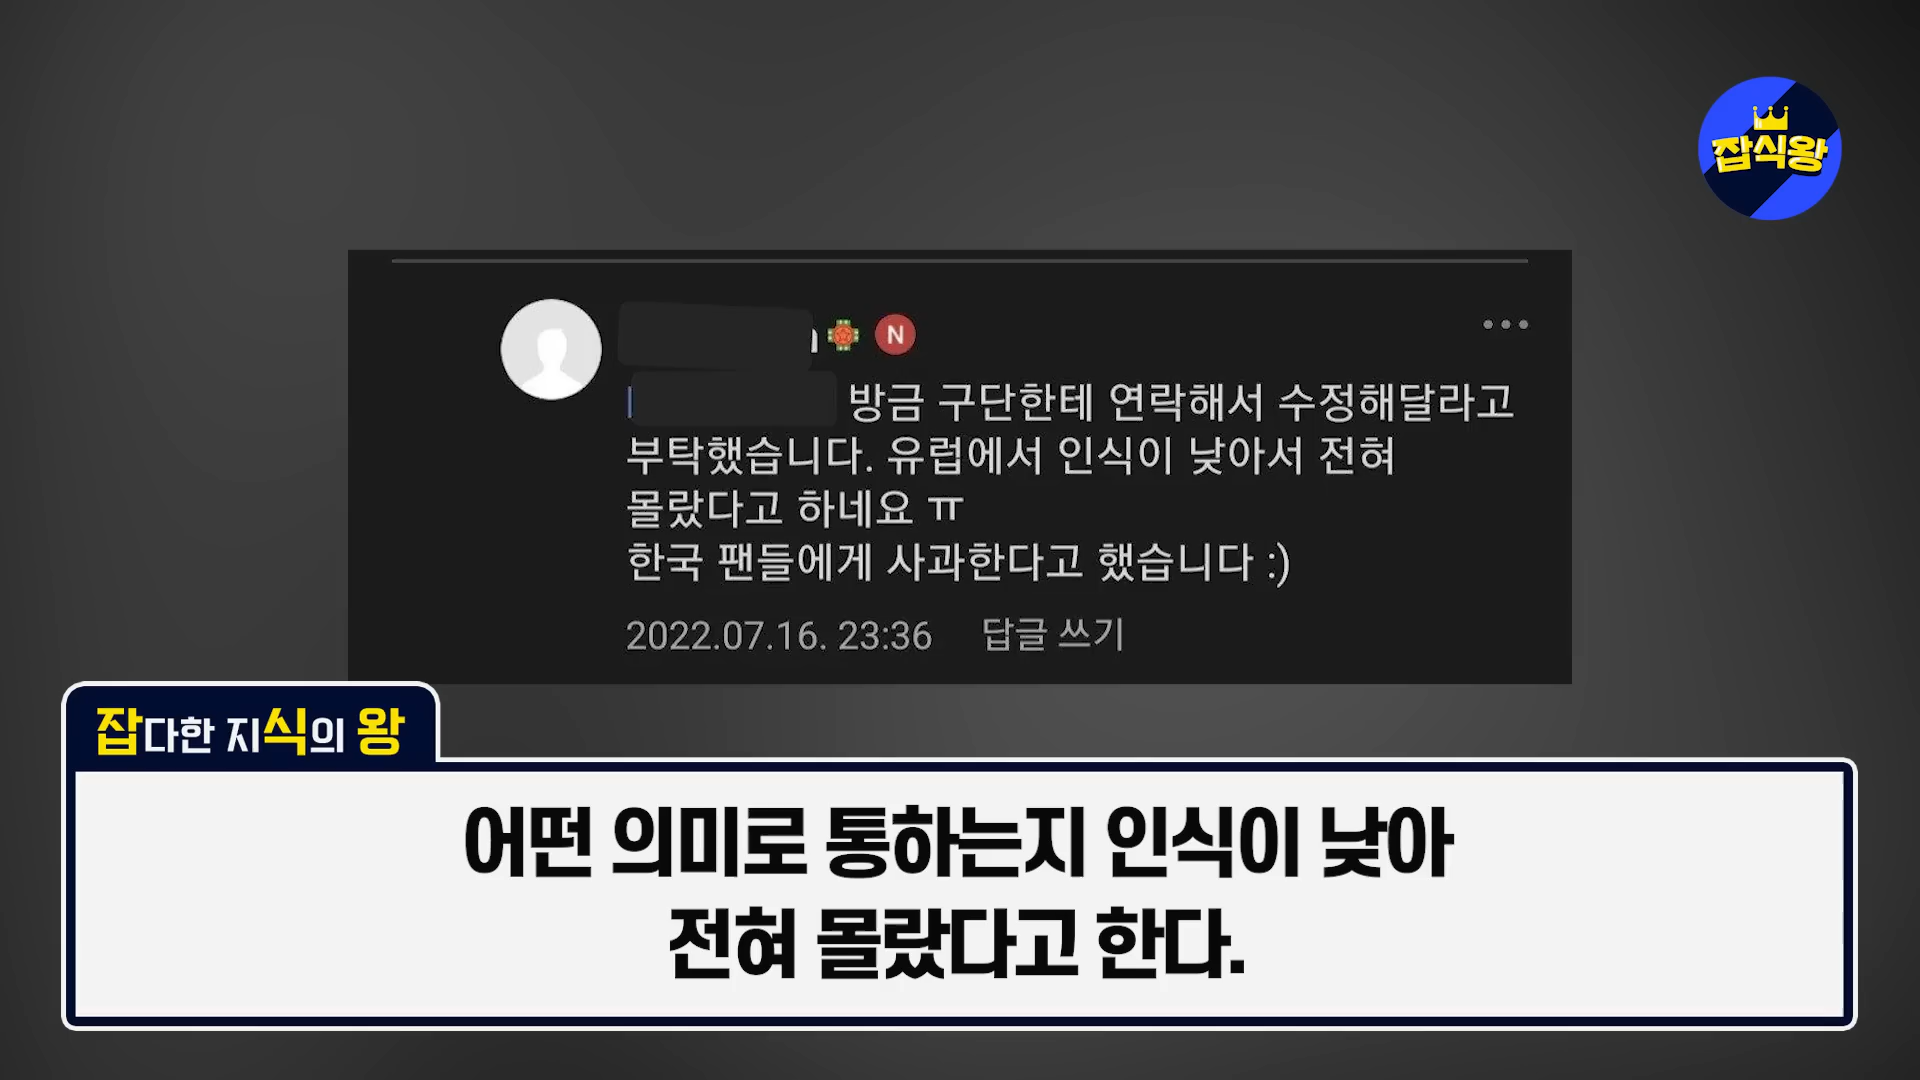 잡식왕
N
방금 구단한테 연락해서 수정해달라고
부탁했습니다. 유럽에서 인식이 낮아서 전혀
몰랐다고 하네요 ㅠ
한국 팬들에게 사과한다고 했습니다 :)
2022.07.16. 23:36 답글 쓰기
잡다한 지식의 왕
어떤 의미로 통하는지 인식이 낮아
전혀 몰랐다고 한다.